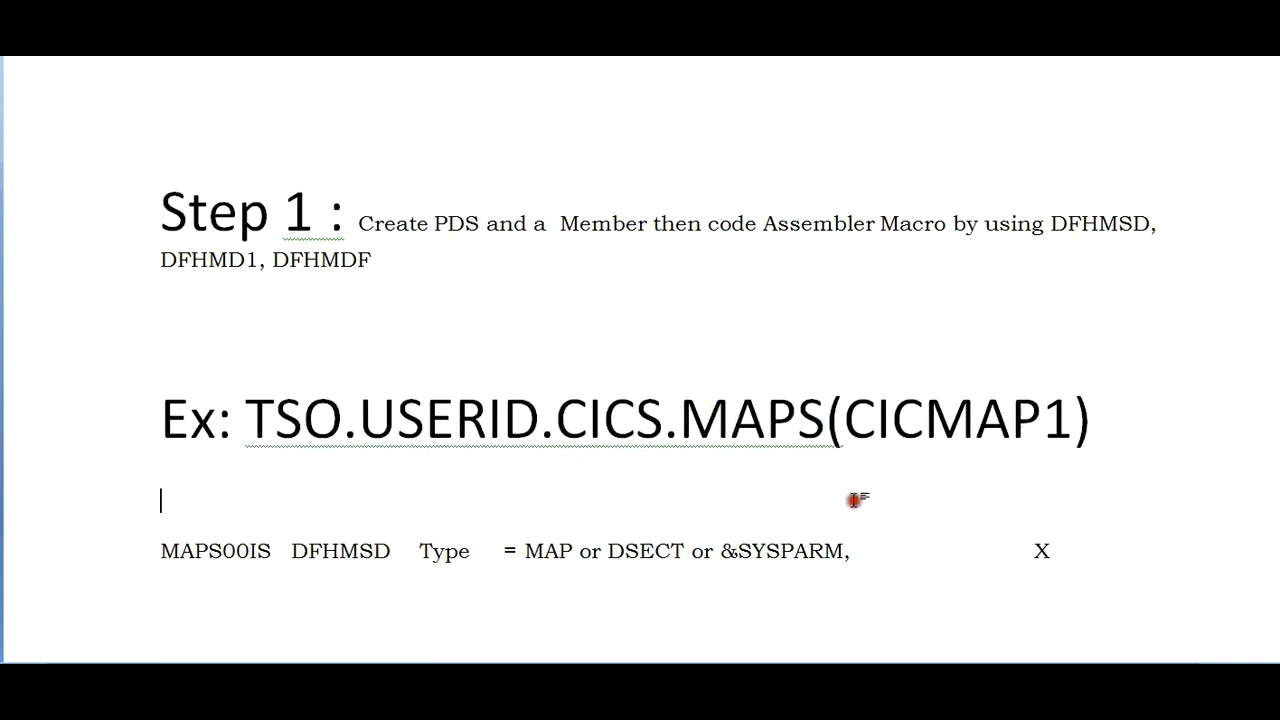 Step 1 : Create PDS and a Member then code Assembler Macro by using DFHMSD,
DFHMD1, DFHMDF
Ex: TSO.USERID.CICS.MAPS(CICMAP1)
MAPS00IS DFHMSD Type = MAP or DSECT or &SYSPARM, X